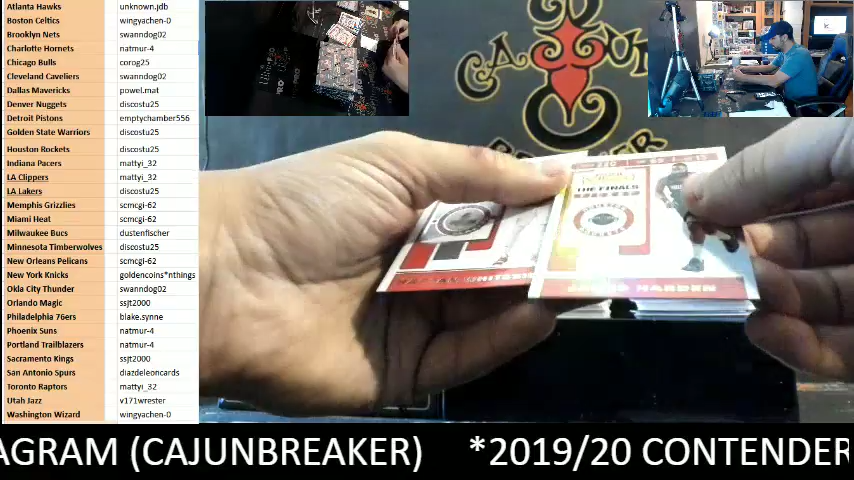 Atlanta Hawks unknown.jdb
Boston Celtics wingyachen-0
Brooklyn Nets swanndog02
Charlotte Hornets natmur-4
Chicago Bulls corog25
Cleveland Cavaliers swanndog02
Dallas Mavericks powel.mat
Denver Nuggets discostu25
Detroit Pistons emptychamber556
Golden State Warriors discostu25
Houston Rockets discostu25
Indiana Pacers mattyi_32
LA Clippers mattyi_32
LA Lakers discostu25
Memphis Grizzlies scmcgi-62
Miami Heat scmcgi-62
Milwaukee Bucs dustenfischer
Minnesota Timberwolves discostu25
New Orleans Pelicans scmcgi-62
New York Knicks goldencoins*nthings
Okla City Thunder swanndog02
Orlando Magic ssjt2000
Philadelphia 76ers blake.synne
Phoenix Suns natmur-4
Portland Trailblazers natmur-4
Sacramento Kings ssjt2000
San Antonio Spurs diazdeleoncards
Toronto Raptors mattyi_32
Utah Jazz v171wrester
Washington Wizard wingyachen-0
THE FINALS
JAMES HARDEN
AGRAM (CAJUNBREAKER) *2019/20 CONTENDER